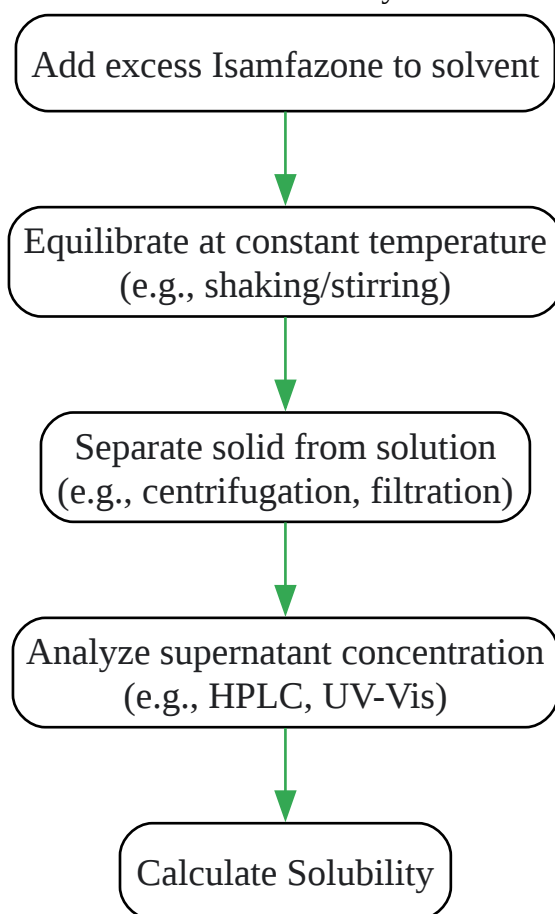 Add excess Isamfazone to solvent
Equilibrate at constant temperature
(e.g., shaking/stirring)
Separate solid from solution
(e.g., centrifugation, filtration)
Analyze supernatant concentration
(e.g., HPLC, UV-Vis)
Calculate Solubility